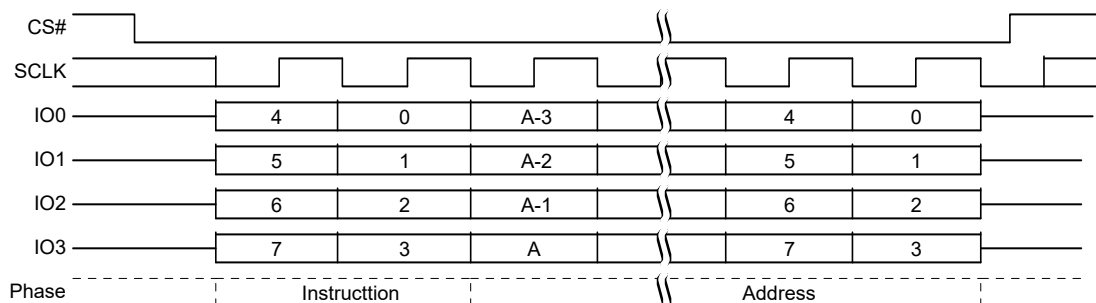 CS#
SCLK
IO0 4 0 A-3 4 0
IO1 5 1 A-2 5 1
IO2 6 2 A-1 6 2
IO3 7 3 A 7 3
Phase Instructtion Address